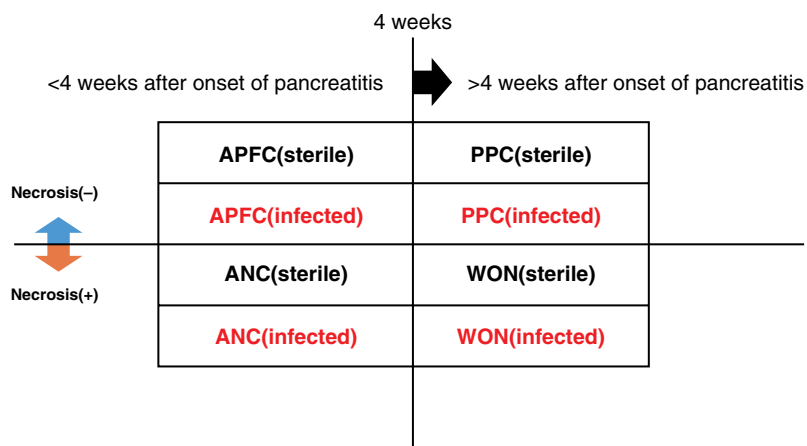 4 weeks
<4 weeks after onset of pancreatitis
>4 weeks after onset of pancreatitis
APFC(sterile)
PPC(sterile)
Necrosis(–)
APFC(infected)
PPC(infected)
ANC(sterile)
WON(sterile)
Necrosis(+)
ANC(infected)
WON(infected)